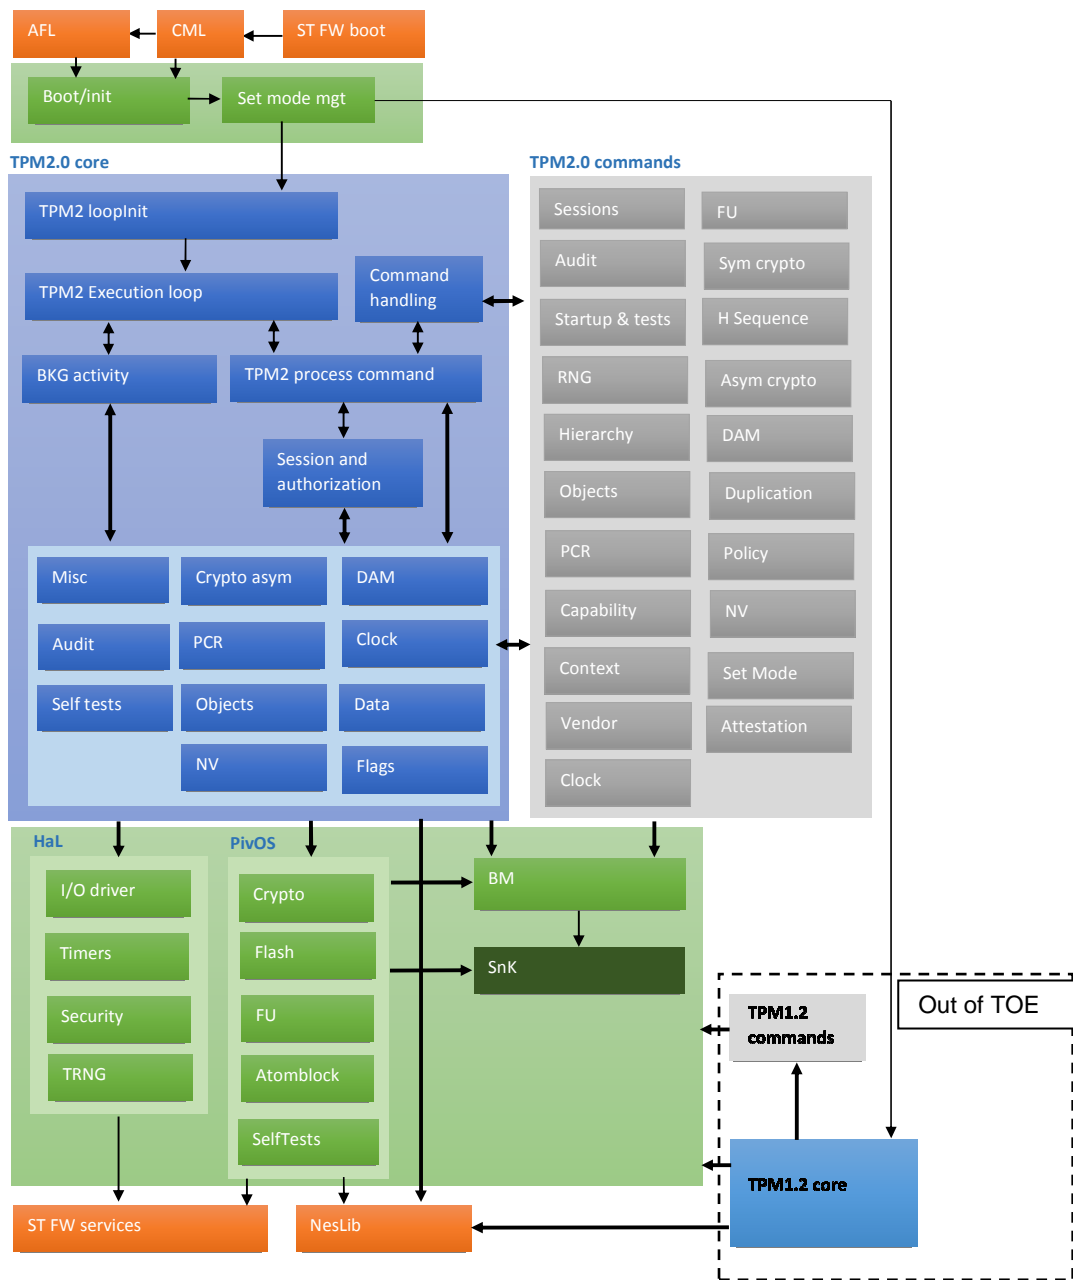 AFL
CML
ST FW boot
Boot/init
Set mode mgt
TPM2.0 core
TPM2 loopInit
TPM2 Execution loop
Command
handling
BKG activity
TPM2 process command
Session and
authorization
Misc
Crypto asym
DAM
Audit
PCR
Clock
Self tests
Objects
Data
NV
Flags
TPM2.0 commands
Sessions
FU
Audit
Sym crypto
Startup & tests
H Sequence
RNG
Asym crypto
Hierarchy
DAM
Objects
Duplication
PCR
Policy
Capability
NV
Context
Set Mode
Vendor
Attestation
Clock
HaL
I/O driver
Timers
Security
TRNG
PivOS
Crypto
Flash
FU
Atomblock
SelfTests
BM
SnK
Out of TOE
TPM1.2
commands
TPM1.2 core
ST FW services
NesLib